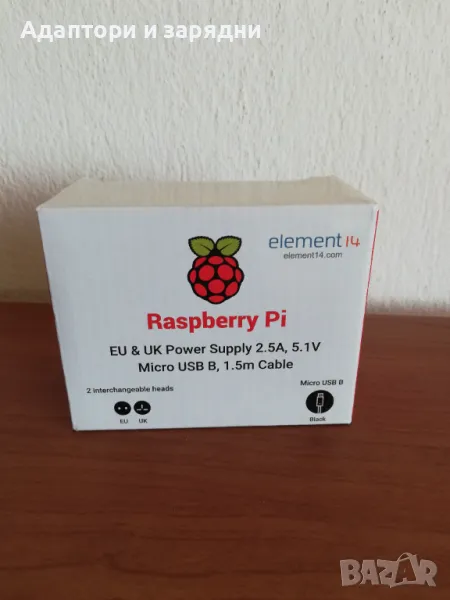 Адаптори и зарядни
element14
element14.com
Raspberry Pi
EU & UK Power Supply 2.5A, 5.1V
Micro USB B, 1.5m Cable
2 interchangeable heads
Micro USB B
EU UK
Black
BAZAR